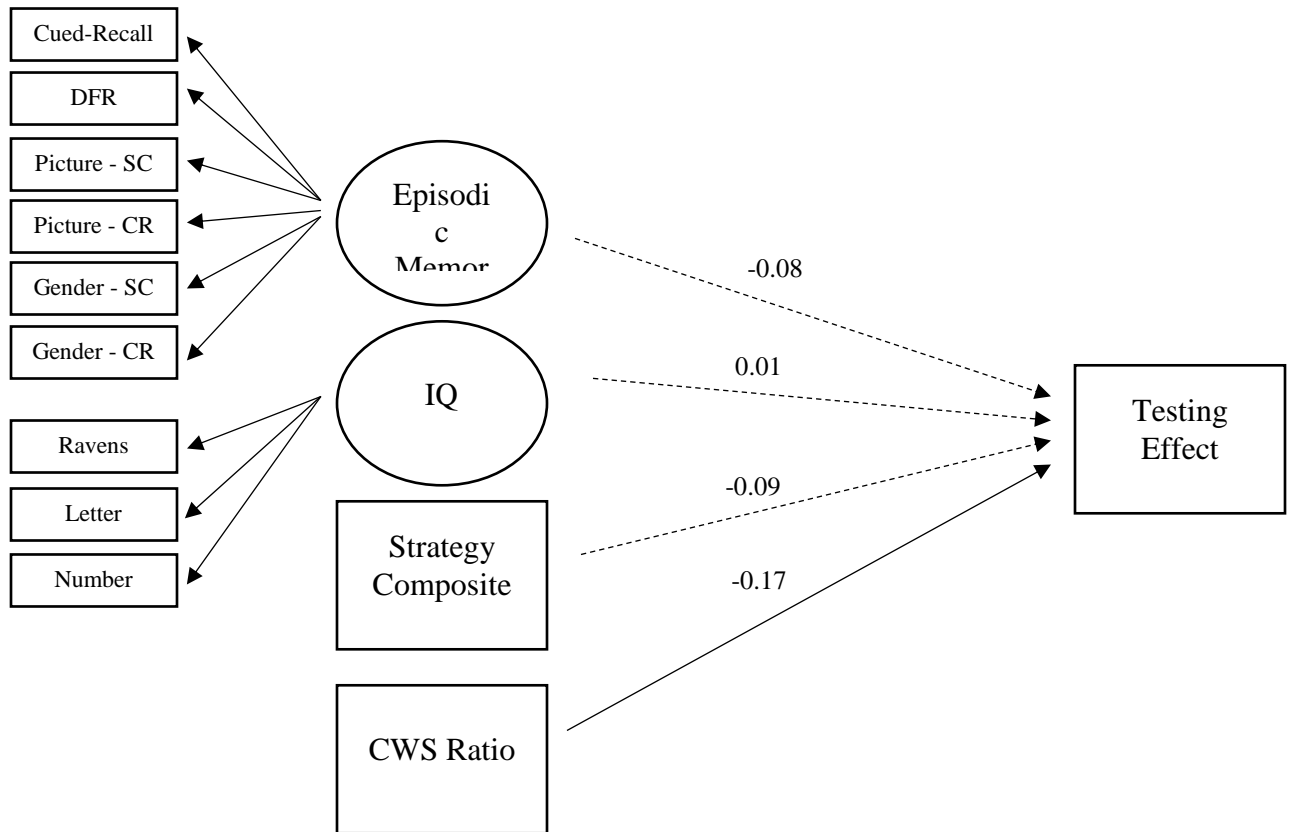 Cued-Recall
DFR
Picture - SC
Picture - CR
Gender - SC
Gender - CR
Ravens
Letter
Number
Episodi
c
Memor
IQ
Strategy
Composite
CWS Ratio
-0.08
0.01
-0.09
-0.17
Testing
Effect